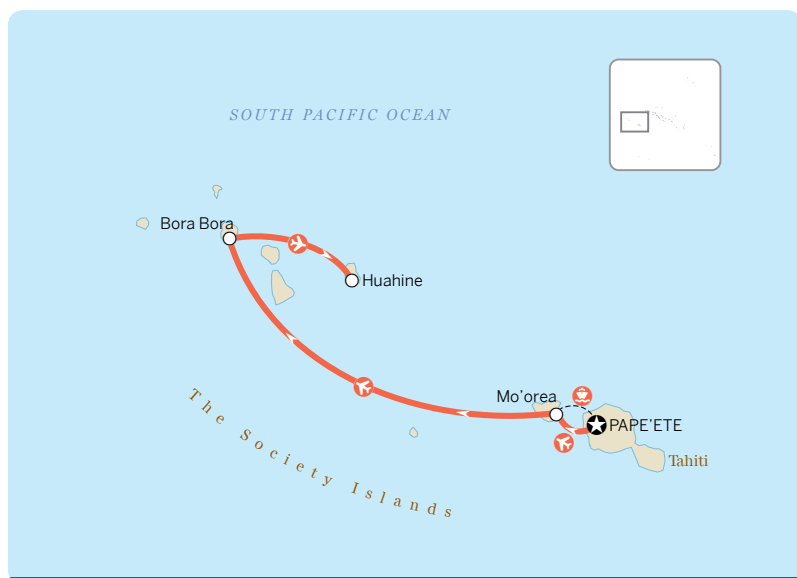 SOUTH PACIFIC OCEAN
Bora Bora
Huahine
Mo'orea
PAPE'ETE
Tahiti
The Society Islands